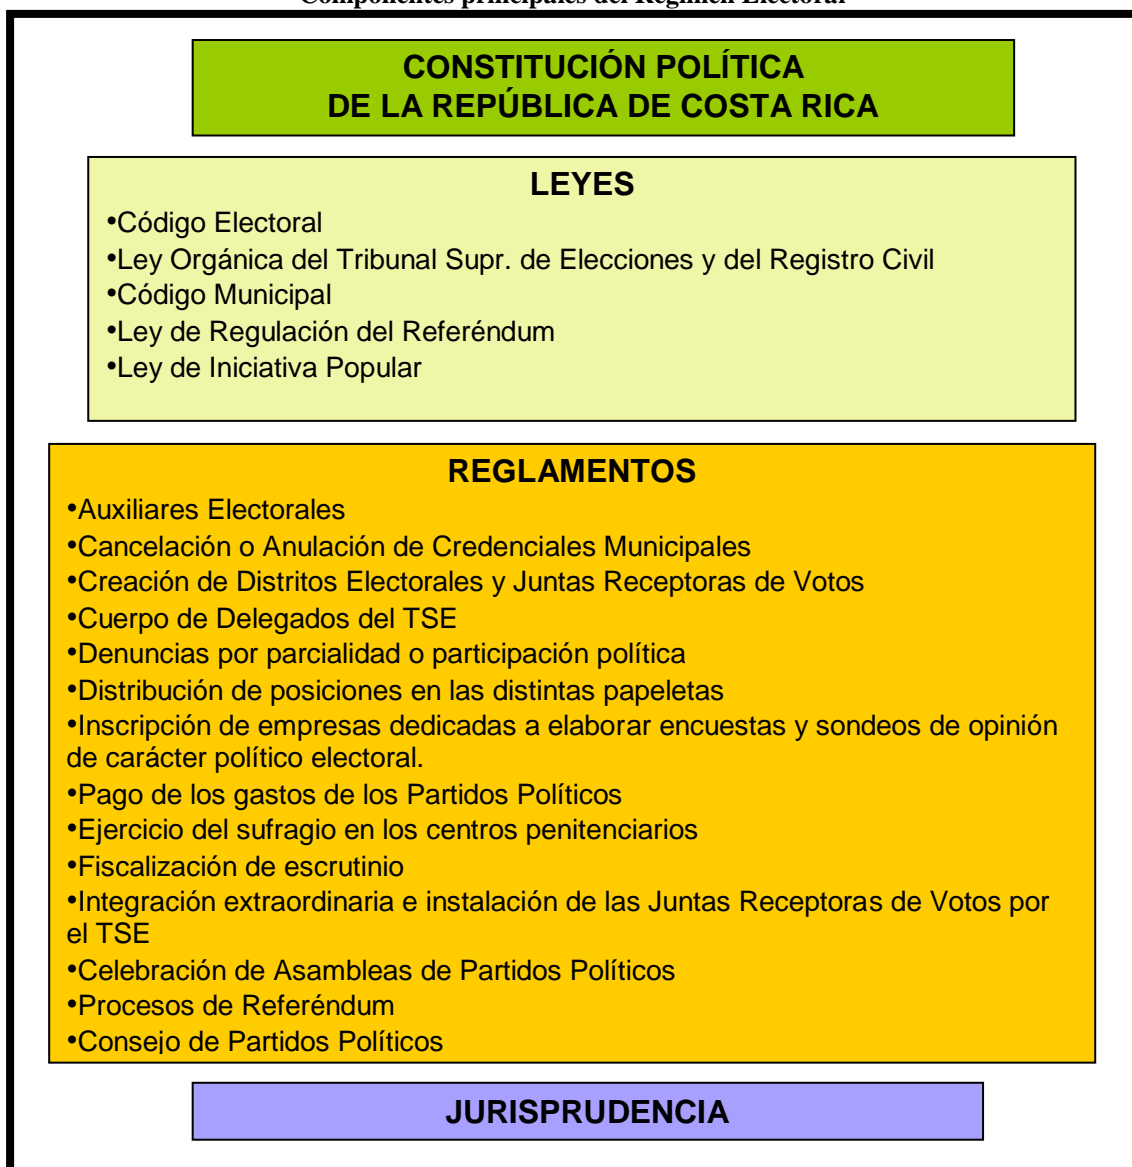 Componentes principales del Régimen Electoral
CONSTITUCIÓN POLÍTICA
DE LA REPÚBLICA DE COSTA RICA
LEYES
•Código Electoral
•Ley Orgánica del Tribunal Supr. de Elecciones y del Registro Civil
•Código Municipal
•Ley de Regulación del Referéndum
•Ley de Iniciativa Popular
REGLAMENTOS
•Auxiliares Electorales
•Cancelación o Anulación de Credenciales Municipales
•Creación de Distritos Electorales y Juntas Receptoras de Votos
•Cuerpo de Delegados del TSE
•Denuncias por parcialidad o participación política
•Distribución de posiciones en las distintas papeletas
•Inscripción de empresas dedicadas a elaborar encuestas y sondeos de opinión
de carácter político electoral.
•Pago de los gastos de los Partidos Políticos
•Ejercicio del sufragio en los centros penitenciarios
•Fiscalización de escrutinio
•Integración extraordinaria e instalación de las Juntas Receptoras de Votos por
el TSE
•Celebración de Asambleas de Partidos Políticos
•Procesos de Referéndum
•Consejo de Partidos Políticos
JURISPRUDENCIA